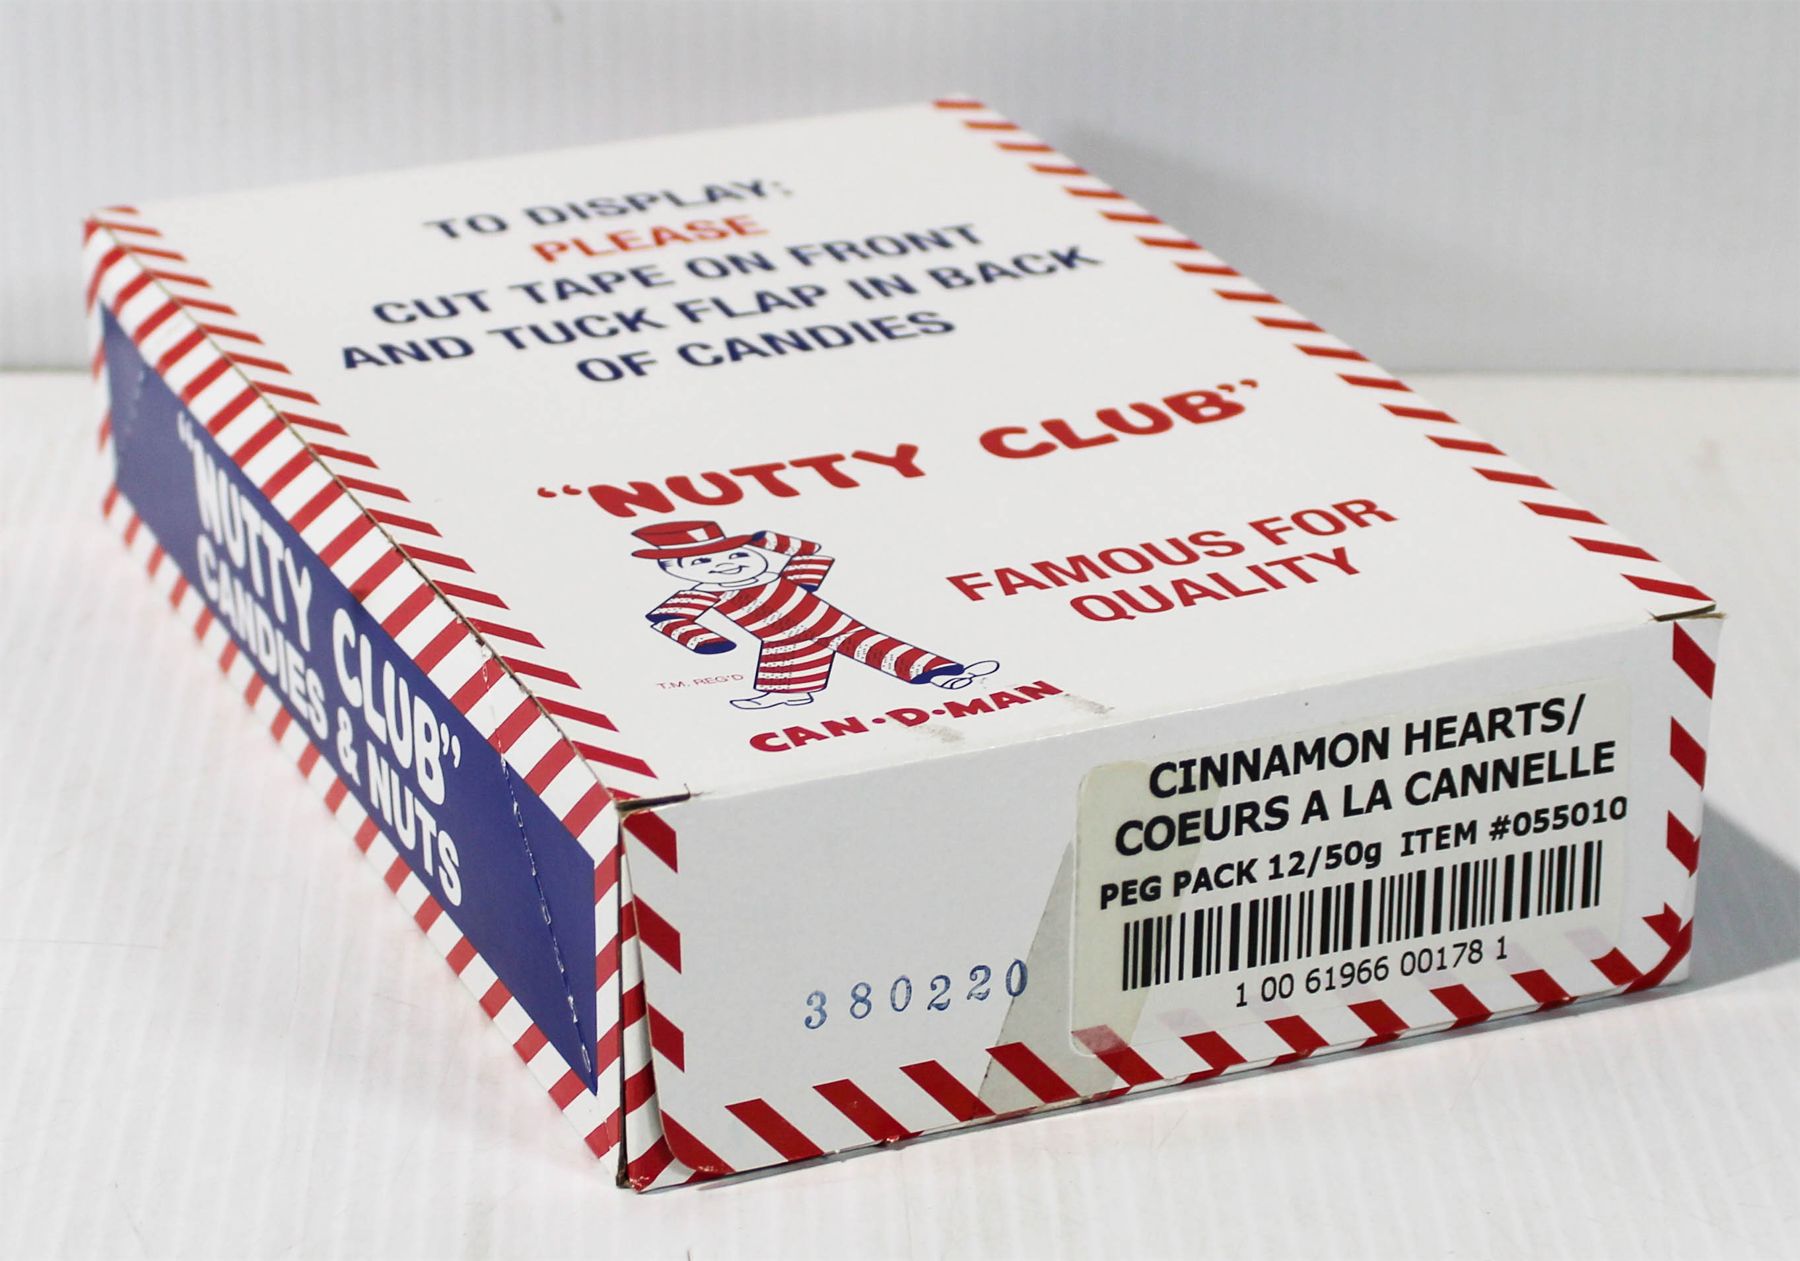 TO DISPLAY;
PLEASE
CUT TAPE ON FRONT
AND TUCK FLAP IN BACK
OF CANDIES
"NUTTY CLUB"
FAMOUS FOR
QUALITY
T.M. REG'D
CAN·D·MAN
"NUTTY CLUB"
CANDIES & NUTS
CINNAMON HEARTS/
COEURS A LA CANNELLE
PEG PACK 12/50g ITEM #055010
1 00 61966 00178 1
380220